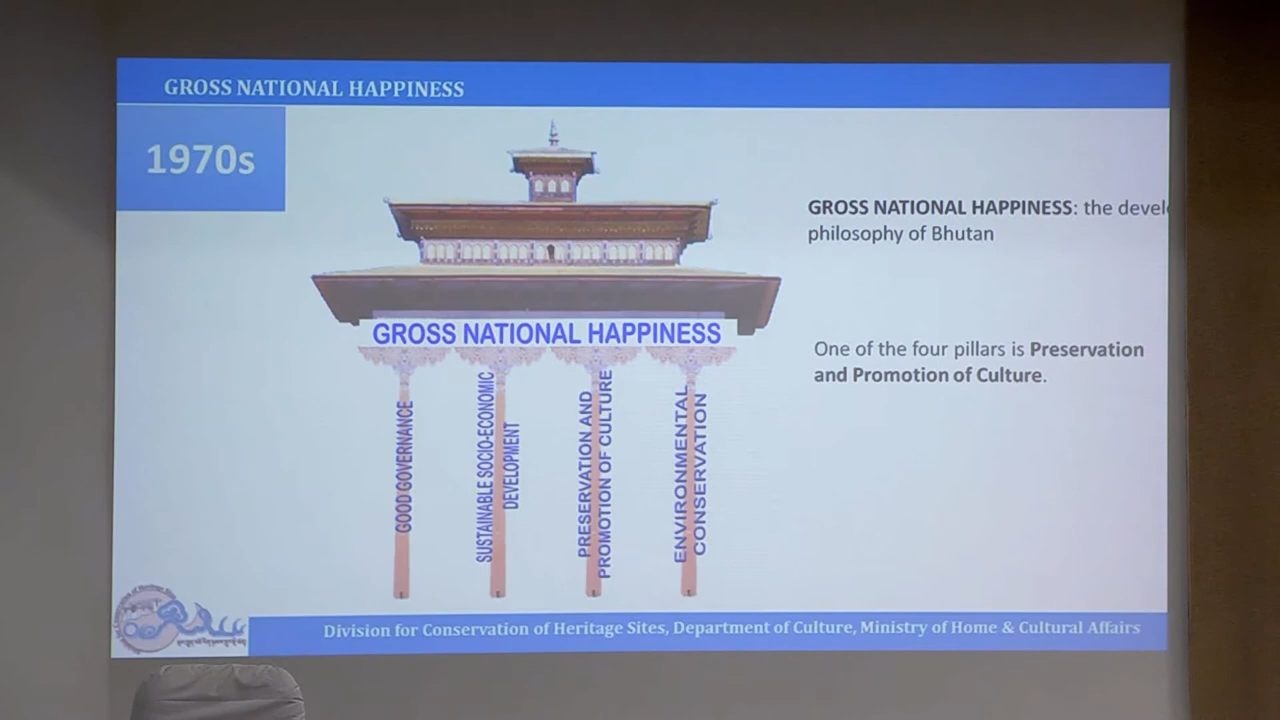 GROSS NATIONAL HAPPINESS
1970s
GROSS NATIONAL HAPPINESS: the devel
philosophy of Bhutan
One of the four pillars is Preservation
and Promotion of Culture.
GROSS NATIONAL HAPPINESS
GOOD GOVERNANCE
SUSTAINABLE SOCIO-ECONOMIC
DEVELOPMENT
PRESERVATION AND
PROMOTION OF CULTURE
ENVIRONMENTAL
CONSERVATION
Division for Conservation of Heritage Sites, Department of Culture, Ministry of Home & Cultural Affairs